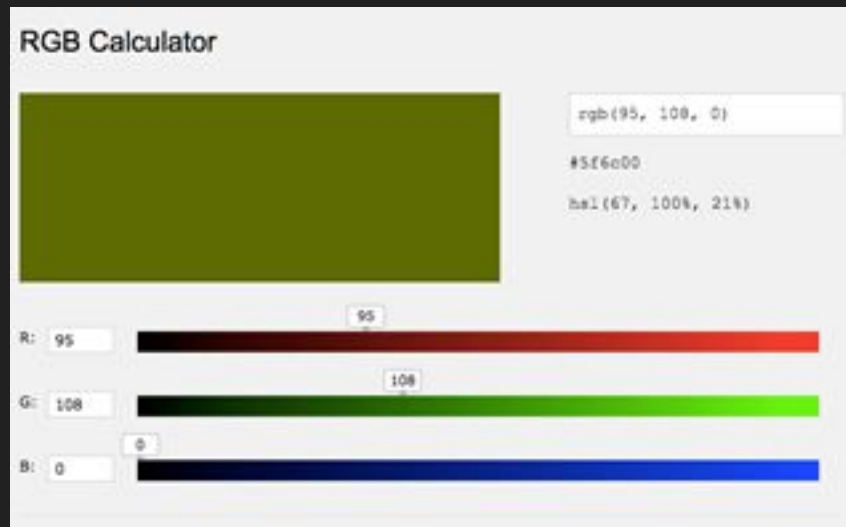 RGB Calculator
rgb(95, 108, 0)
#5f6c00
hsl(67, 100%, 21%)
95
R: 95
108
G: 108
0
B: 0